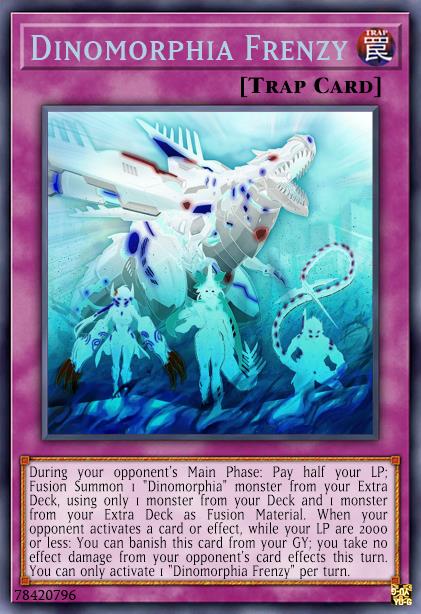 DINOMORPHIA FRENZY
TRAP
罠
[TRAP CARD]
During your opponent's Main Phase: Pay half your LP;
Fusion Summon 1 "Dinomorphia" monster from your Extra
Deck, using only 1 monster from your Deck and 1 monster
from your Extra Deck as Fusion Material. When your
opponent activates a card or effect, while your LP are 2000
or less: You can banish this card from your GY; you take no
effect damage from your opponent's card effects this turn.
You can only activate 1 "Dinomorphia Frenzy" per turn.
78420796